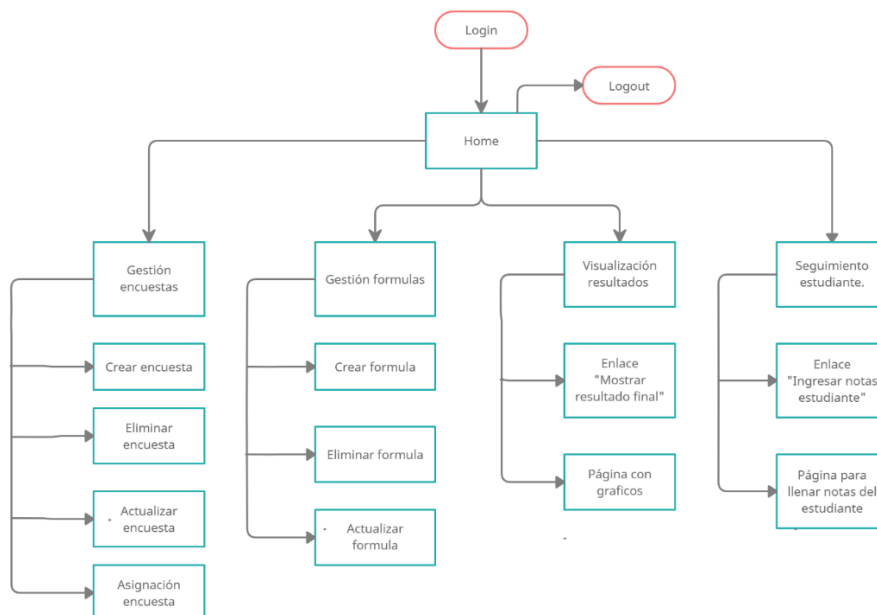 Login
Logout
Home
Gestión
encuestas
Gestión formulas
Visualización
resultados
Seguimiento
estudiante.
Crear encuesta
Crear formula
Enlace
"Mostrar
resultado final"
Enlace
"Ingresar notas
estudiante"
Eliminar
encuesta
Eliminar formula
Página con
graficos
Página para
llenar notas del
estudiante
Actualizar
encuesta
Actualizar
formula
Asignación
encuesta